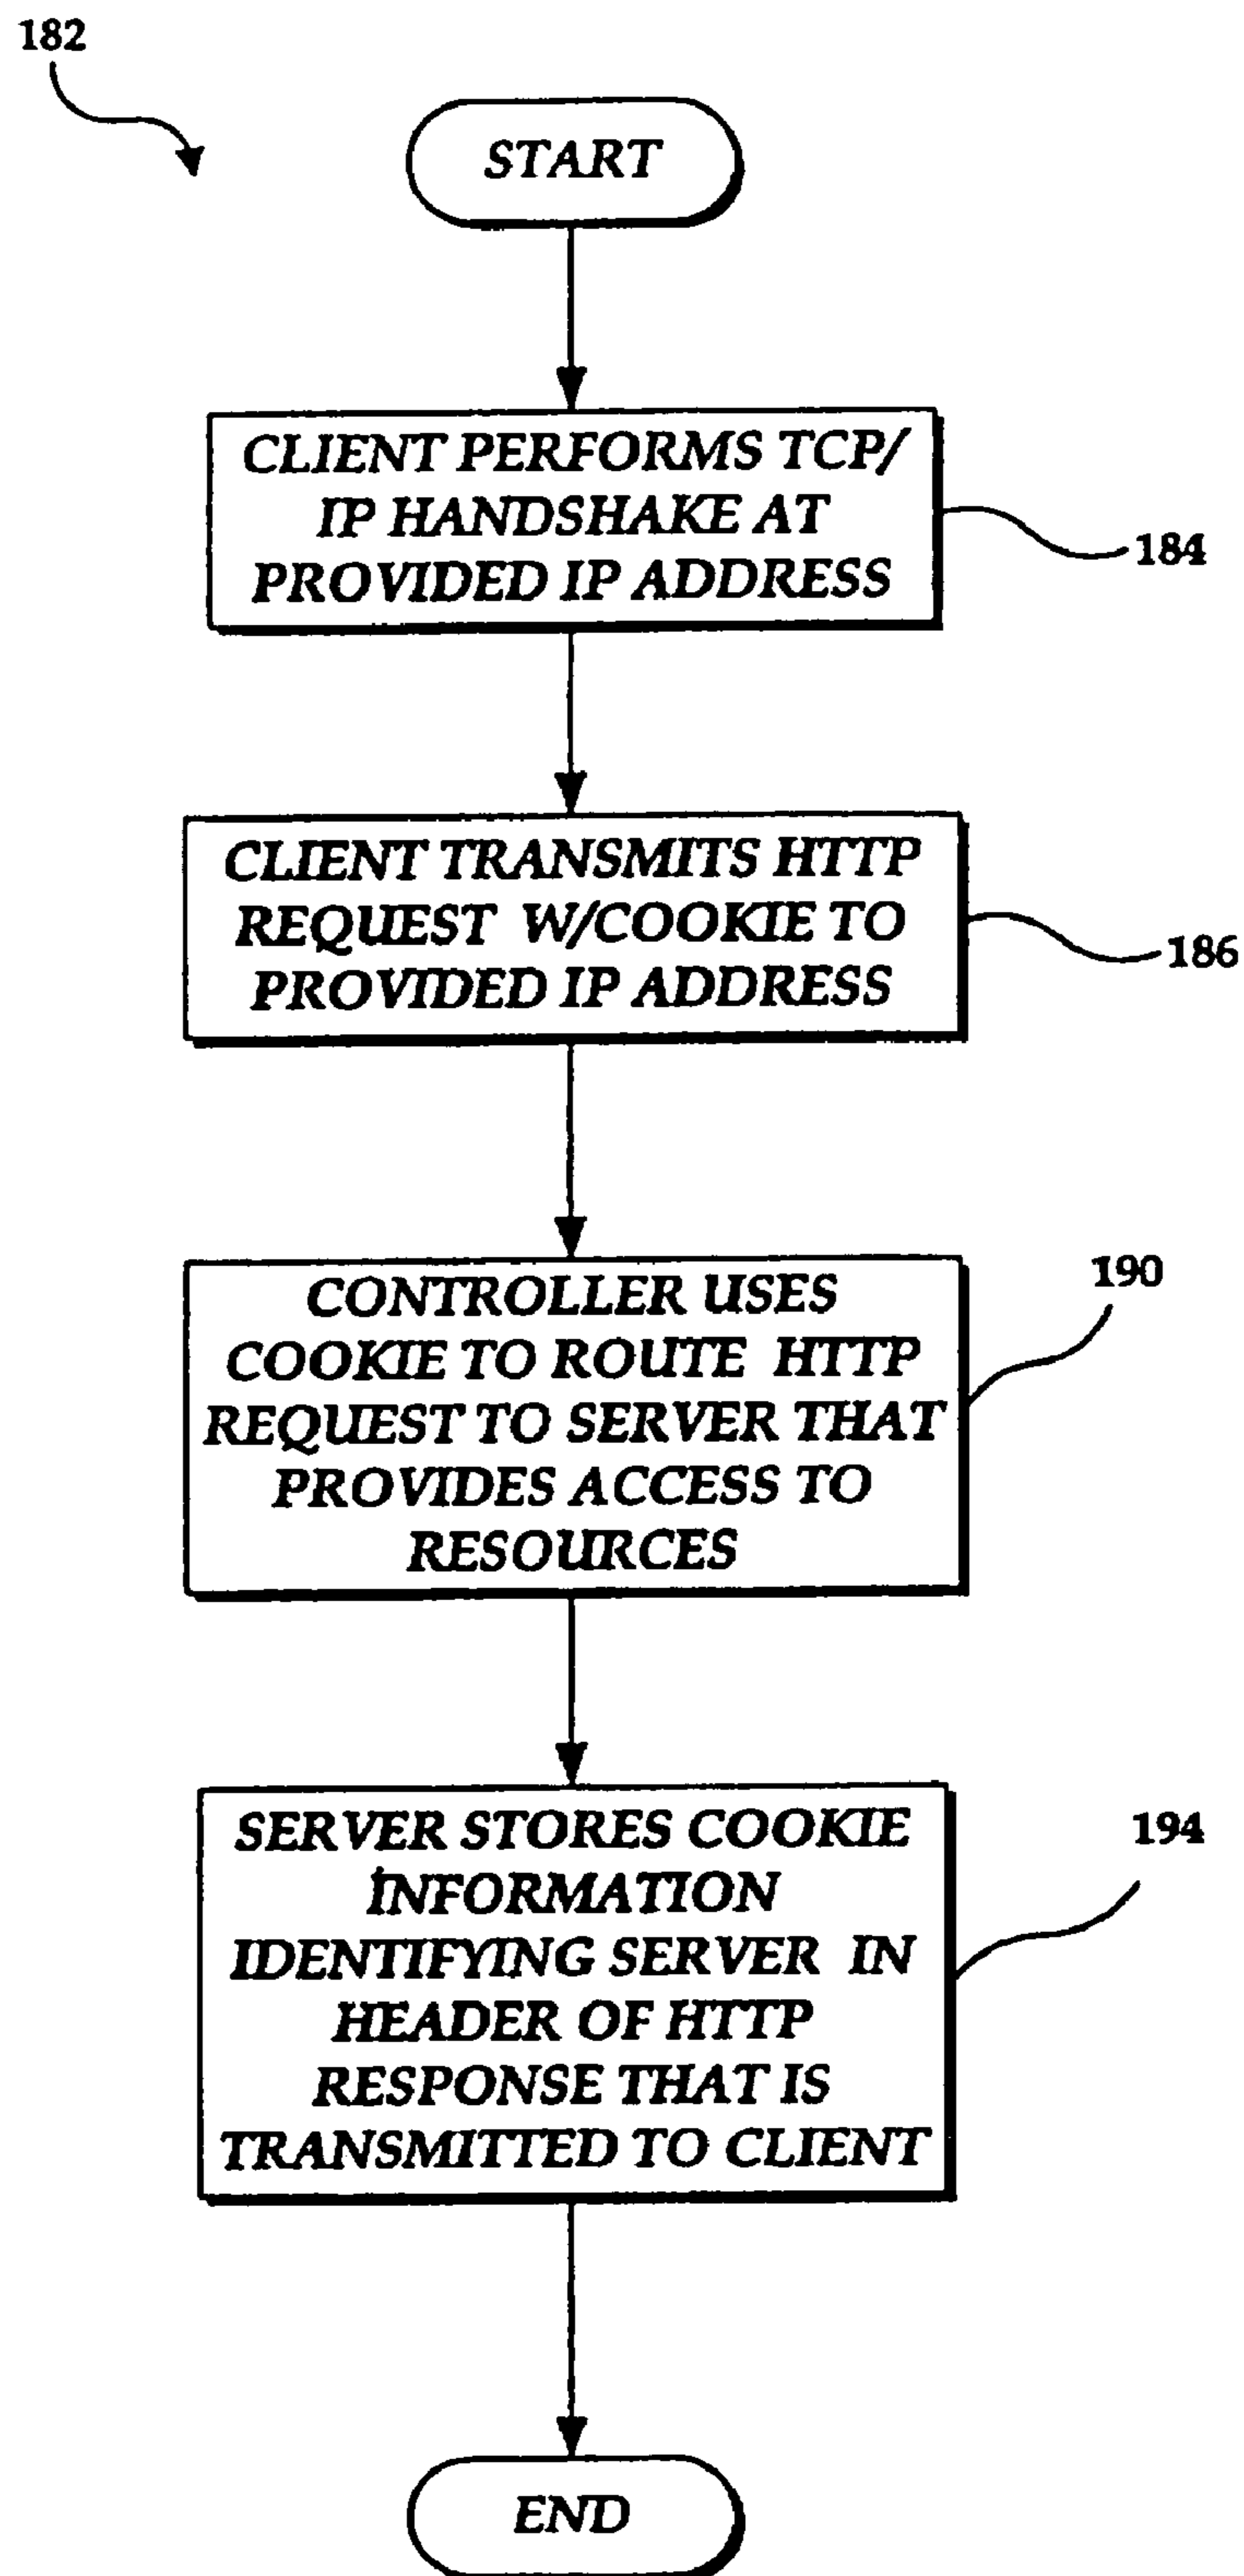 182
START
CLIENT PERFORMS TCP/
IP HANDSHAKE AT
PROVIDED IP ADDRESS
184
CLIENT TRANSMITS HTTP
REQUEST W/COOKIE TO
PROVIDED IP ADDRESS
186
CONTROLLER USES
COOKIE TO ROUTE HTTP
REQUEST TO SERVER THAT
PROVIDES ACCESS TO
RESOURCES
190
SERVER STORES COOKIE
INFORMATION
IDENTIFYING SERVER IN
HEADER OF HTTP
RESPONSE THAT IS
TRANSMITTED TO CLIENT
194
END